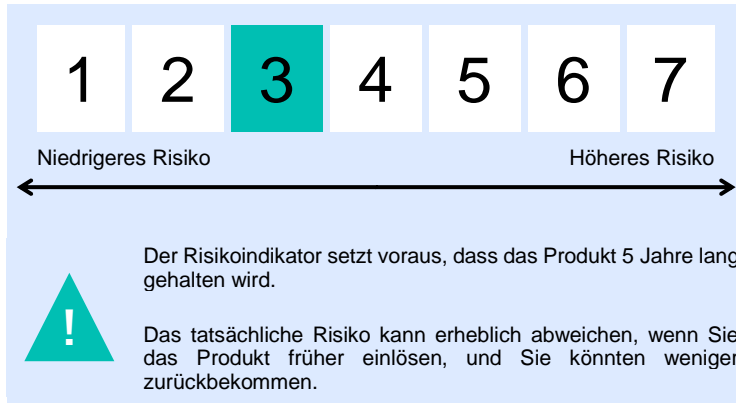 1 2 3 4 5 6 7
Niedrigeres Risiko Höheres Risiko
Der Risikoindikator setzt voraus, dass das Produkt 5 Jahre lang
gehalten wird.
!
Das tatsächliche Risiko kann erheblich abweichen, wenn Sie
das Produkt früher einlösen, und Sie könnten weniger
zurückbekommen.